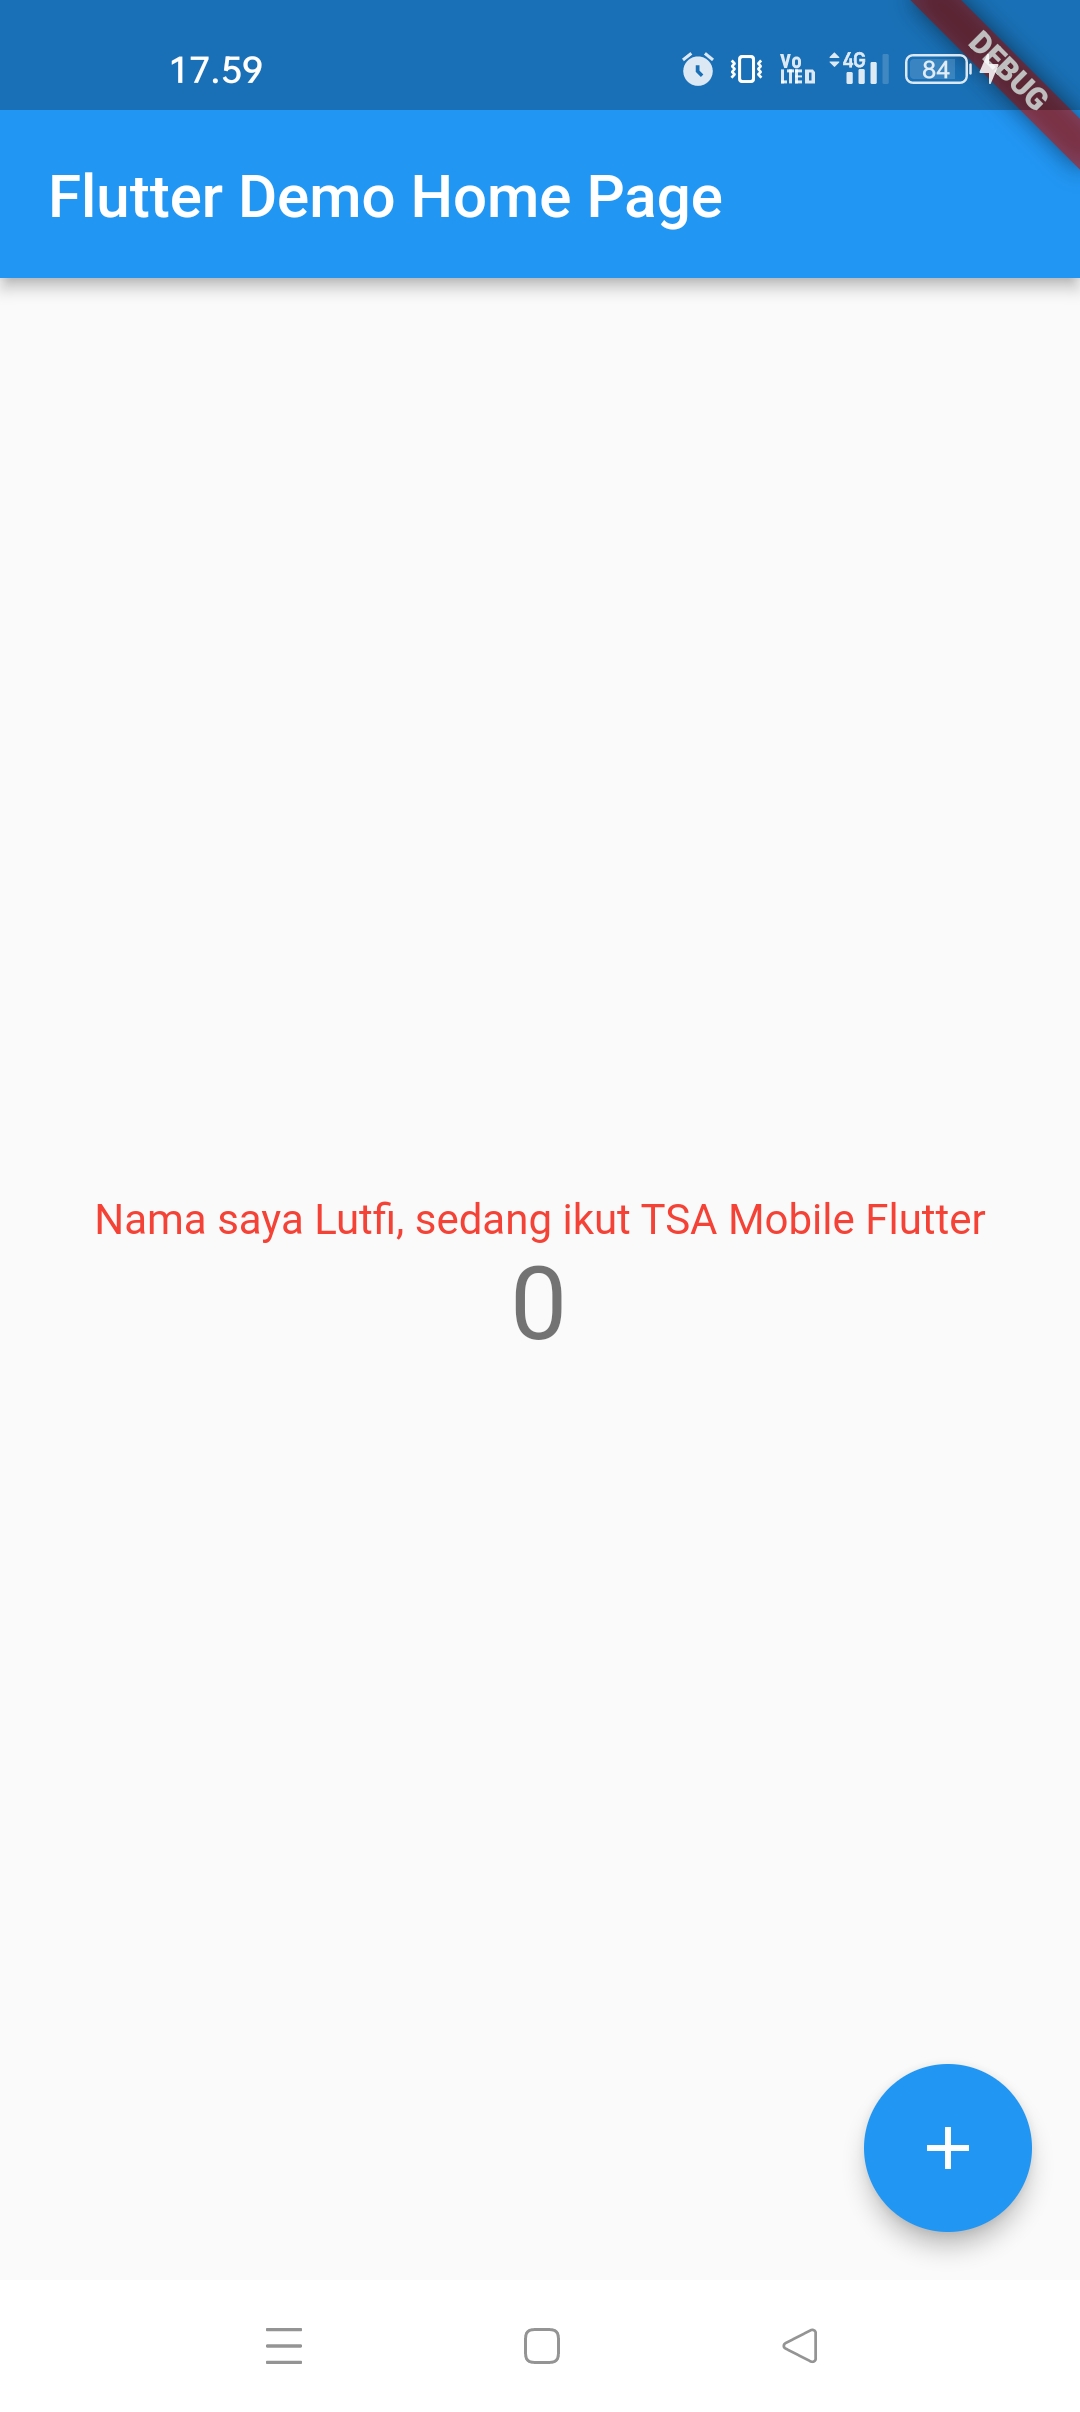 17.59
Vo
LTE D
4G
84
DEBUG
Flutter Demo Home Page
Nama saya Lutfi, sedang ikut TSA Mobile Flutter
0